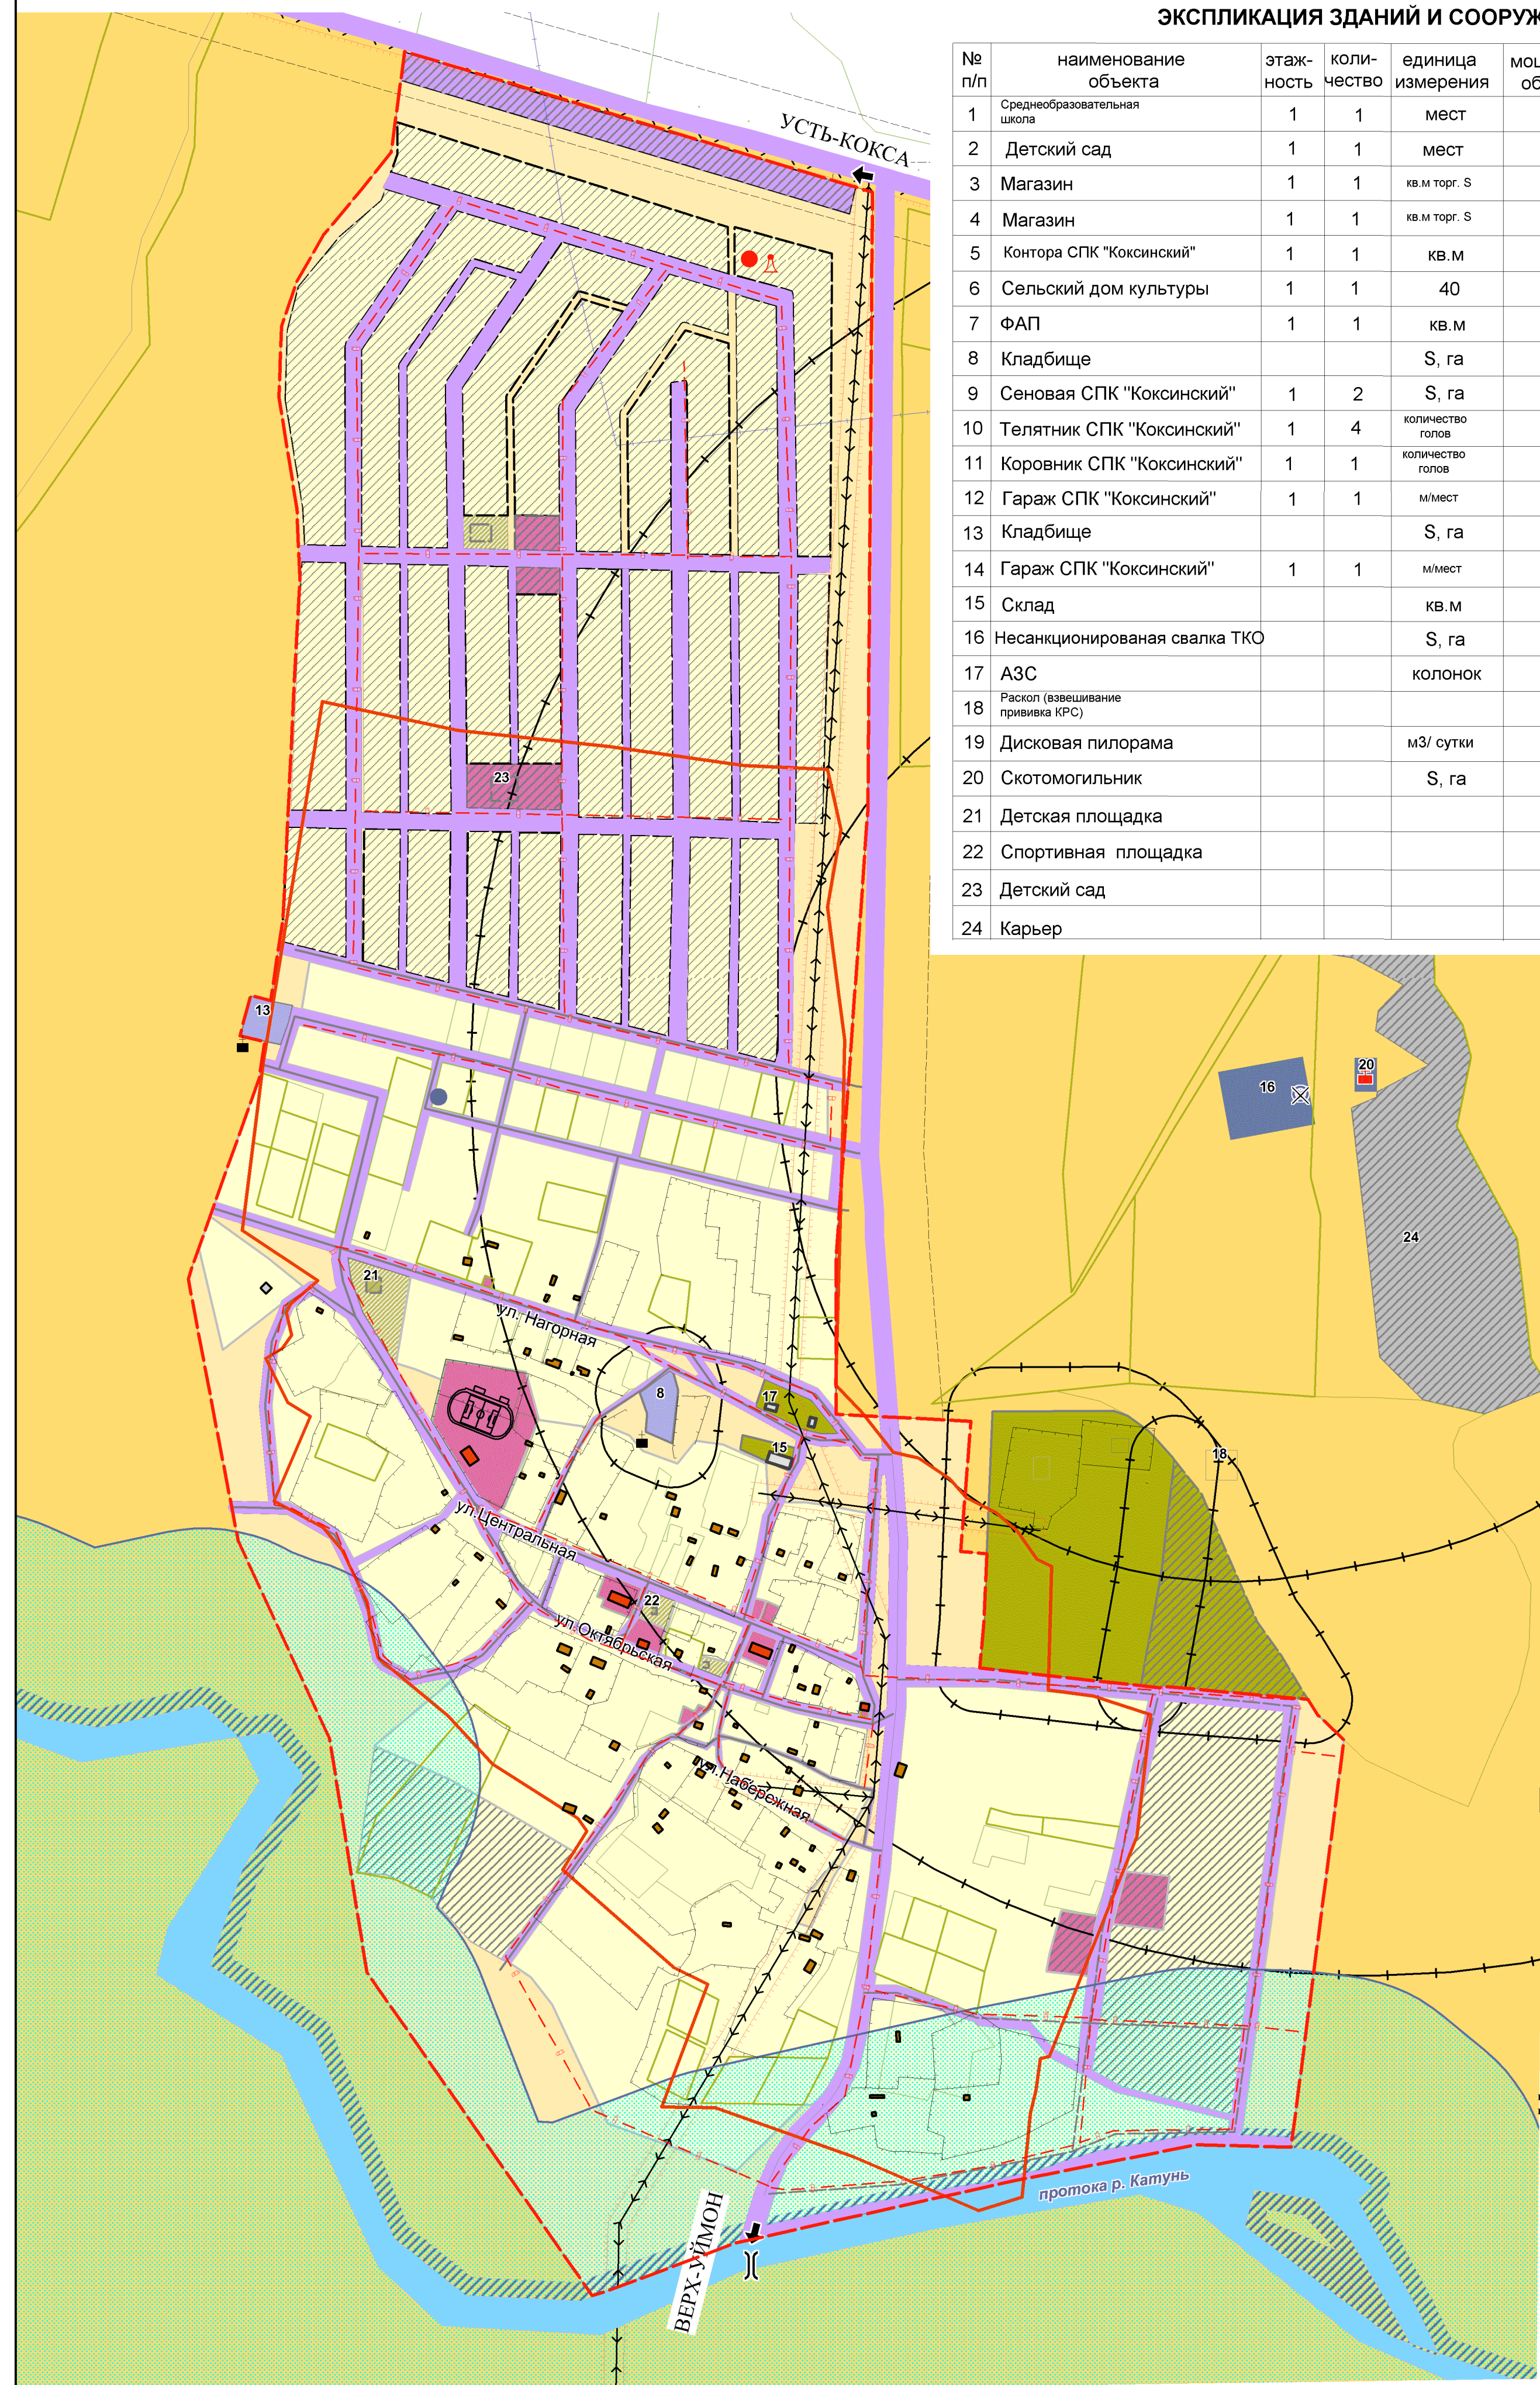 ЭКСПЛИКАЦИЯ ЗДАНИЙ И СООРУЖ
№ п/п наименование объекта этаж-ность коли-чество единица измерения мощ об
1 Среднеобразовательная школа 1 1 мест
2 Детский сад 1 1 мест
3 Магазин 1 1 кв.м торг. S
4 Магазин 1 1 кв.м торг. S
5 Контора СПК "Коксинский" 1 1 кв.м
6 Сельский дом культуры 1 1 40
7 ФАП 1 1 кв.м
8 Кладбище S, га
9 Сеновая СПК "Коксинский" 1 2 S, га
10 Телятник СПК "Коксинский" 1 4 количество голов
11 Коровник СПК "Коксинский" 1 1 количество голов
12 Гараж СПК "Коксинский" 1 1 м/мест
13 Кладбище S, га
14 Гараж СПК "Коксинский" 1 1 м/мест
15 Склад кв.м
16 Несанкционированая свалка ТКО S, га
17 АЗС колонок
18 Раскол (взвешивание прививка КРС)
19 Дисковая пилорама м3/ сутки
20 Скотомогильник S, га
21 Детская площадка
22 Спортивная площадка
23 Детский сад
24 Карьер
УСТЬ-КОКСА
23
13
20
16
24
21
ул. Нагорная
8
17
15
18
ул.Центральная
22
ул.Октябрьская
ул.Набережная
протока р. Катунь
ВЕРХ-УЙМОН